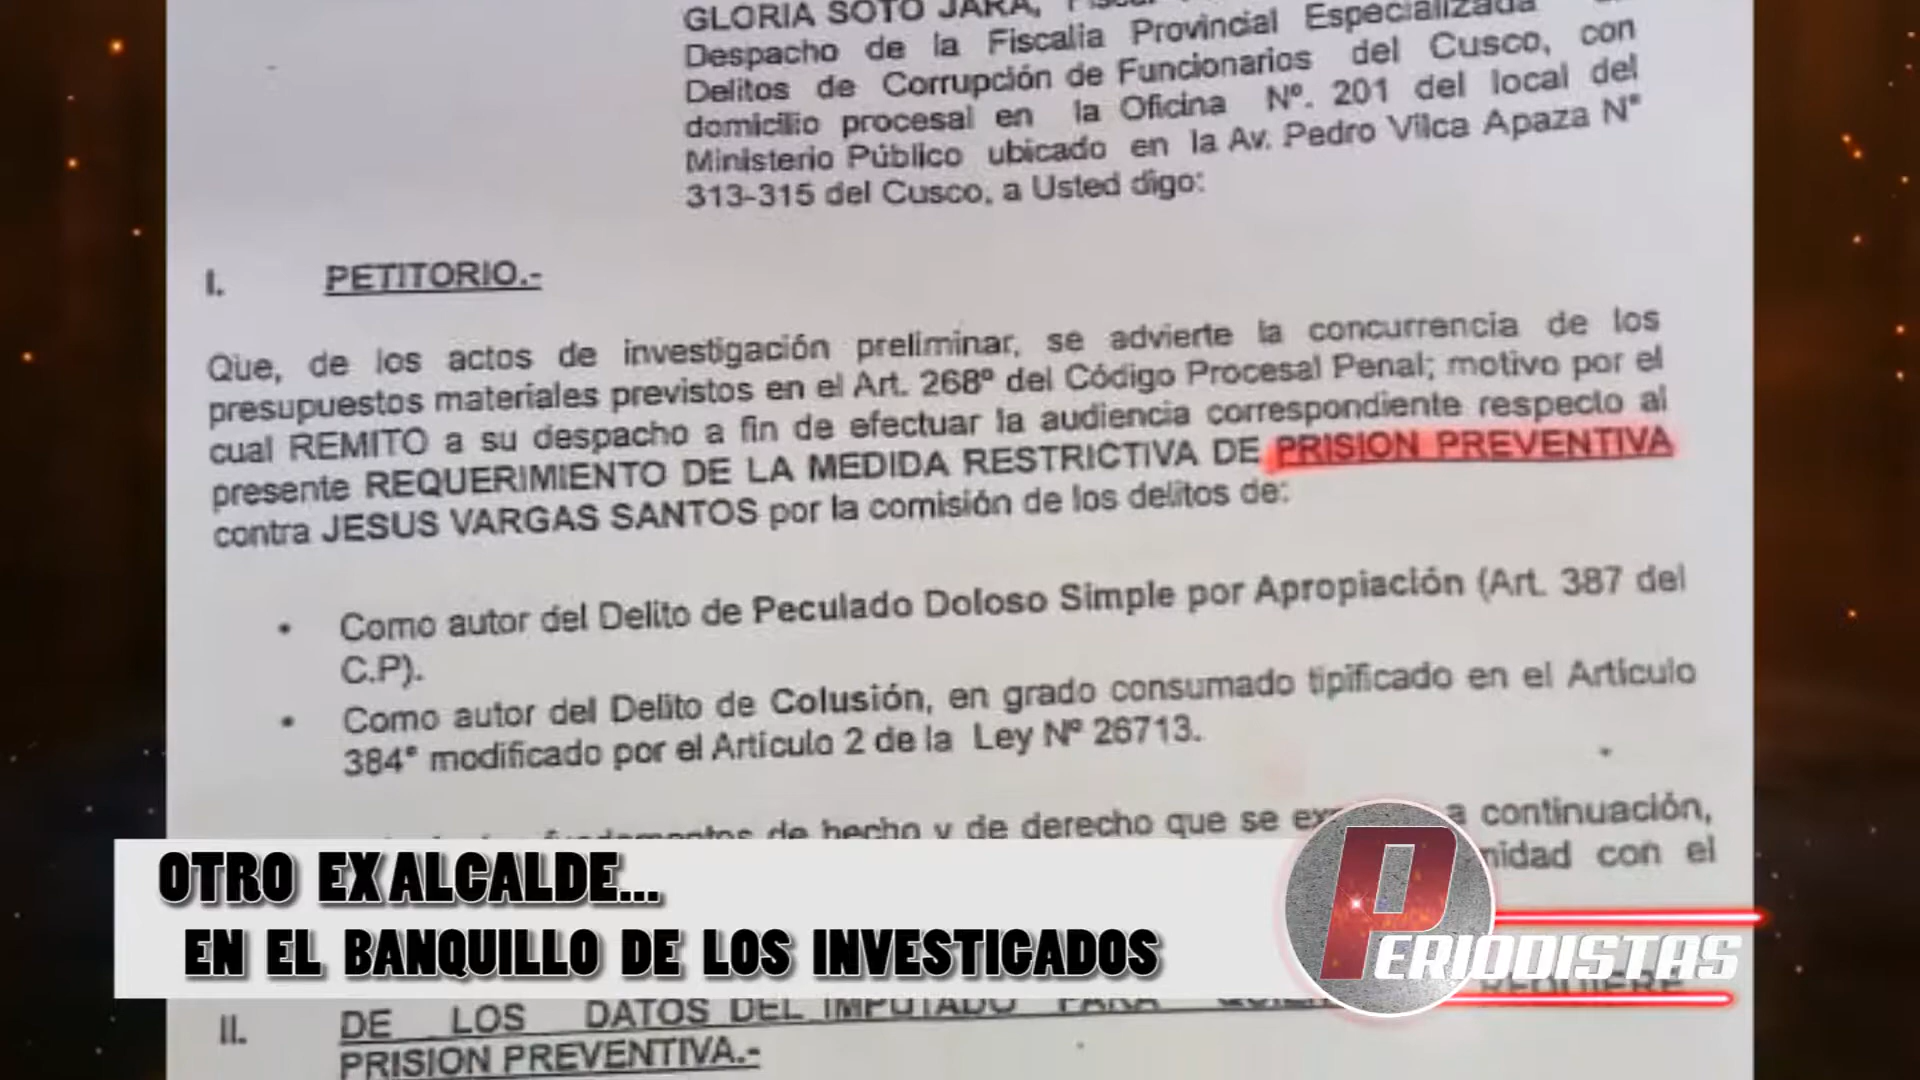 GLORIA SOTO JARA,
Despacho de la Fiscalia Provincial Especializada
Delitos de Corrupción de Funcionarios del Cusco, con
domicilio procesal en la Oficina Nº. 201 del local del
Ministerio Público ubicado en la Av. Pedro Vilca Apaza N°
313-315 del Cusco, a Usted digo:
I. PETITORIO.-
Que, de los actos de investigación preliminar, se advierte la concurrencia de los
presupuestos materiales previstos en el Art. 268º del Código Procesal Penal; motivo por el
cual REMITO a su despacho a fin de efectuar la audiencia correspondiente respecto al
presente REQUERIMIENTO DE LA MEDIDA RESTRICTIVA DE PRISION PREVENTIVA
contra JESUS VARGAS SANTOS por la comisión de los delitos de:
• Como autor del Delito de Peculado Doloso Simple por Apropiación (Art. 387 del
C.P).
• Como autor del Delito de Colusión, en grado consumado tipificado en el Artículo
384° modificado por el Artículo 2 de la Ley Nº 26713.
fundamentos de hecho y de derecho que se a continuación,
con el
OTRO EXALCALDE...
EN EL BANQUILLO DE LOS INVESTIGADOS
PERIODISTAS
II. DE LOS DATOS DEL IMPUTADO PARA REQUIERE
PRISION PREVENTIVA.-